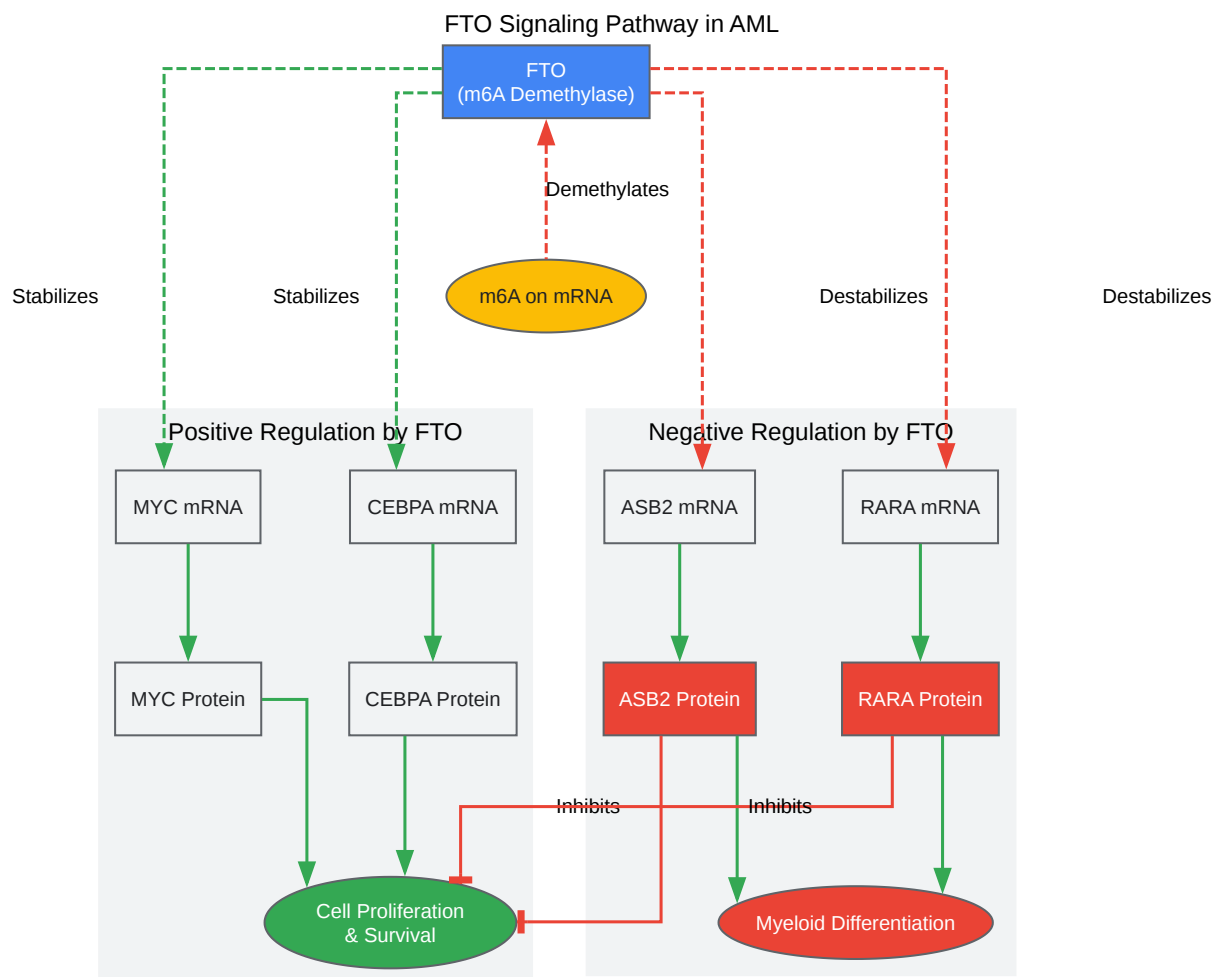 FTO Signaling Pathway in AML
FTO
(m6A Demethylase)
Demethylates
m6A on mRNA
Stabilizes
Stabilizes
Destabilizes
Destabilizes
Positive Regulation by FTO
Negative Regulation by FTO
MYC mRNA
CEBPA mRNA
ASB2 mRNA
RARA mRNA
MYC Protein
CEBPA Protein
ASB2 Protein
RARA Protein
Inhibits
Inhibits
Cell Proliferation
& Survival
Myeloid Differentiation